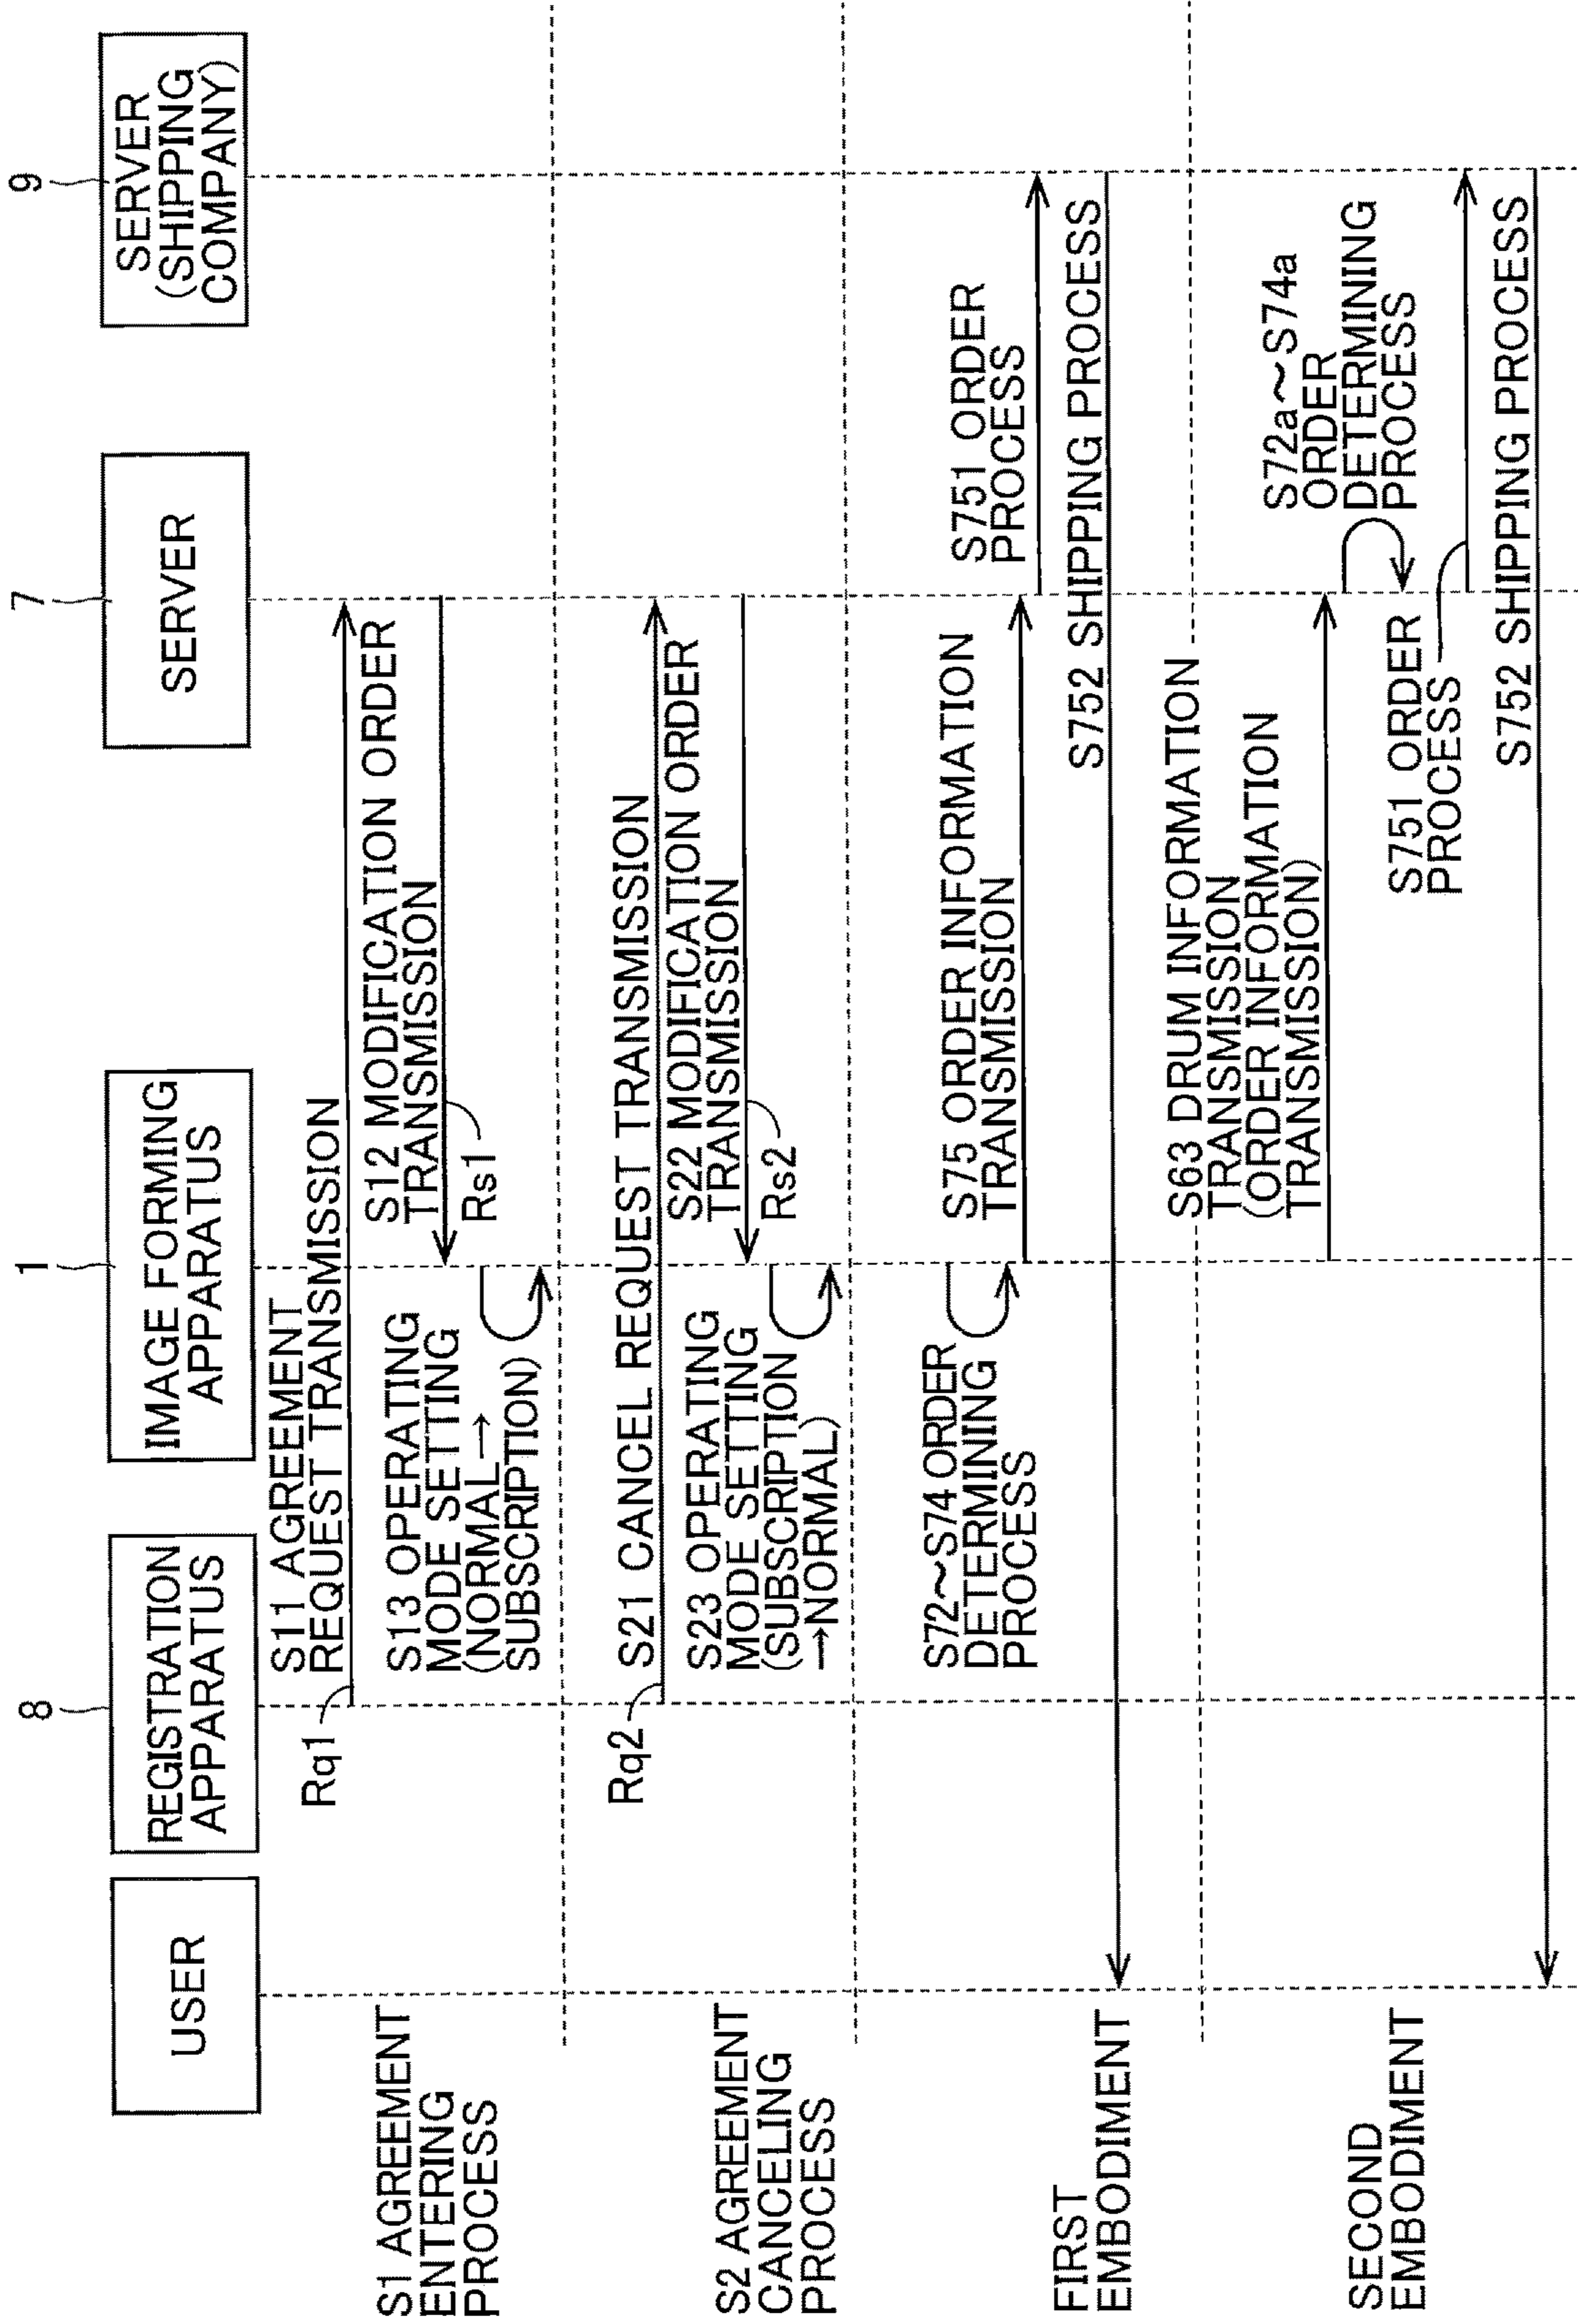 USER
8
REGISTRATION
APPARATUS
1
IMAGE FORMING
APPARATUS
7
SERVER
9
SERVER
(SHIPPING
COMPANY)
S1 AGREEMENT
ENTERING
PROCESS
Rq1
S11 AGREEMENT
REQUEST TRANSMISSION
S12 MODIFICATION ORDER
TRANSMISSION
Rs1
S13 OPERATING
MODE SETTING
(NORMAL→
SUBSCRIPTION)
S2 AGREEMENT
CANCELING
PROCESS
Rq2
S21 CANCEL REQUEST TRANSMISSION
S22 MODIFICATION ORDER
TRANSMISSION
Rs2
S23 OPERATING
MODE SETTING
(SUBSCRIPTION
→NORMAL)
FIRST
EMBODIMENT
S72~S74 ORDER
DETERMINING
PROCESS
S75 ORDER INFORMATION
TRANSMISSION
S751 ORDER
PROCESS
S752 SHIPPING PROCESS
SECOND
EMBODIMENT
S63 DRUM INFORMATION
TRANSMISSION
(ORDER INFORMATION
TRANSMISSION)
S72a~S74a
ORDER
DETERMINING
PROCESS
S751 ORDER
PROCESS
S752 SHIPPING PROCESS